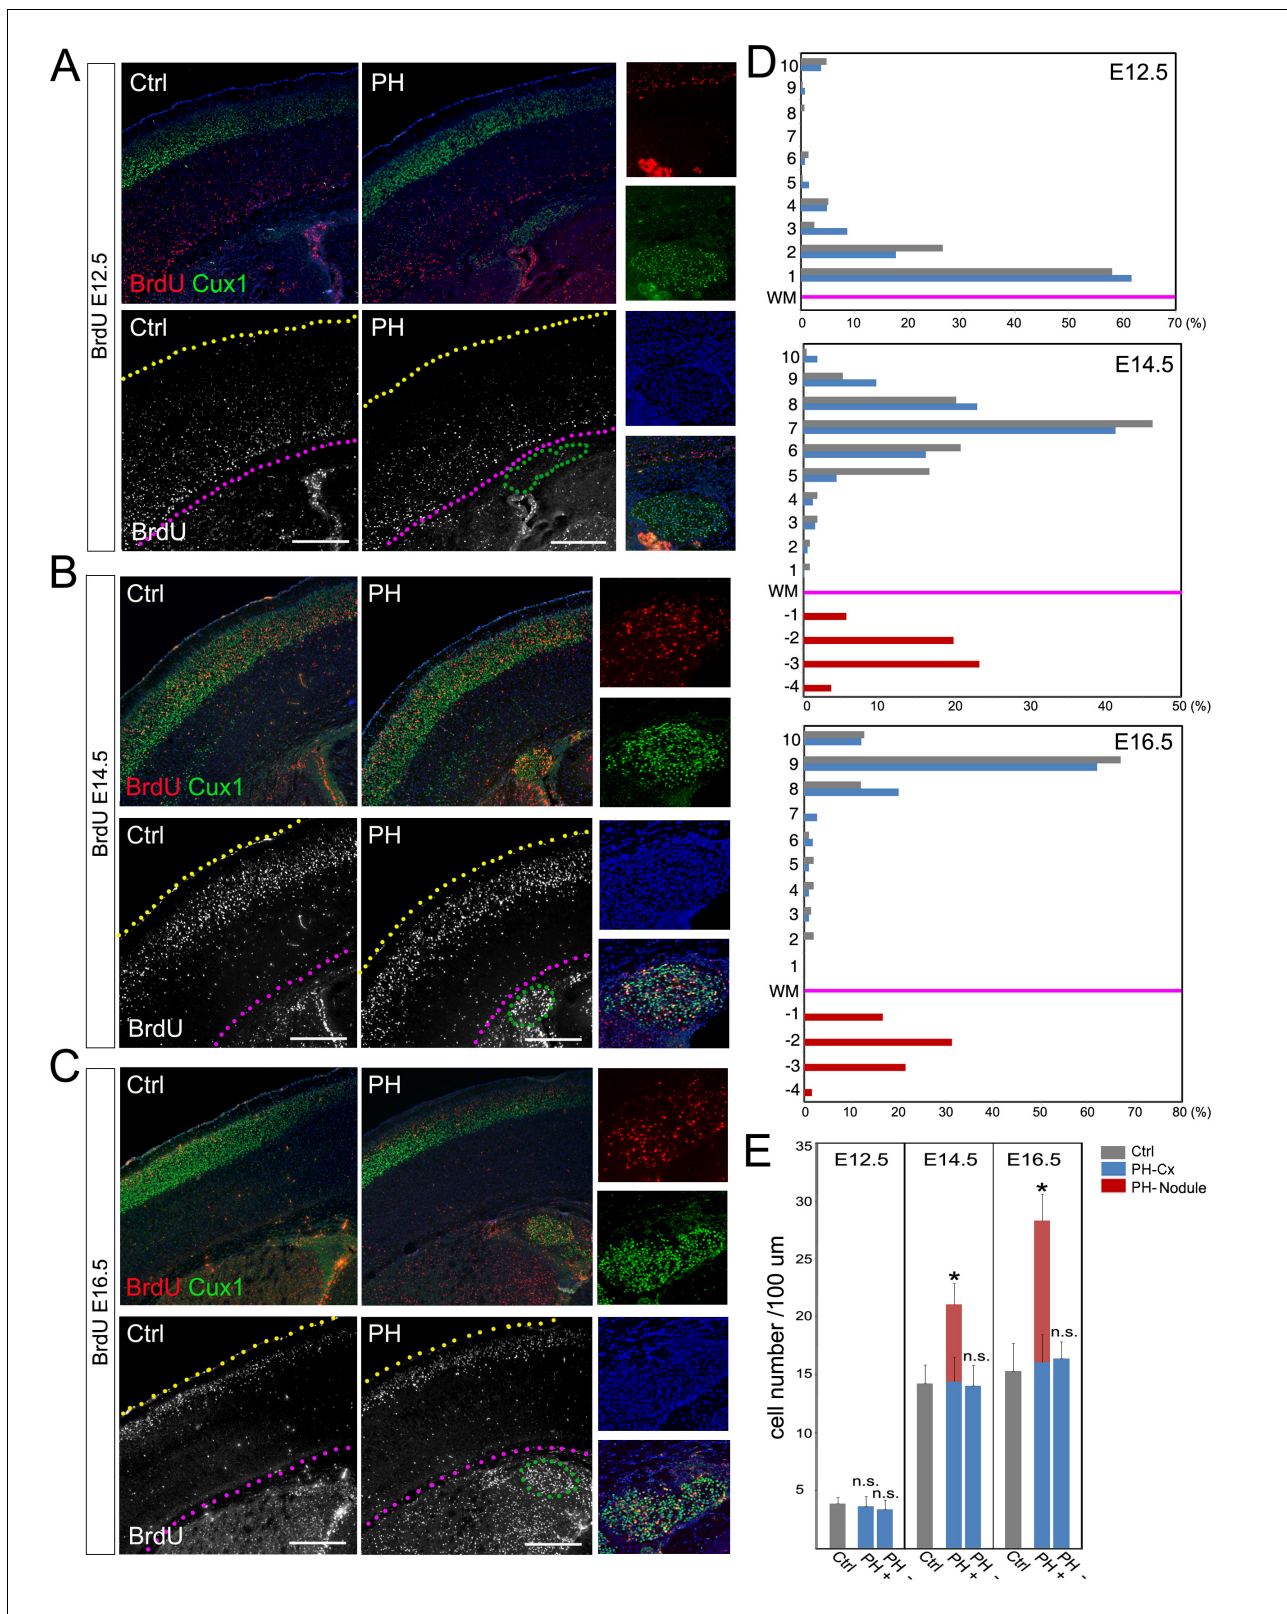 A
BrdU E12.5
Ctrl
PH
BrdU Cux1
Ctrl
PH
BrdU
B
BrdU E14.5
Ctrl
PH
BrdU Cux1
Ctrl
PH
BrdU
C
BrdU E16.5
Ctrl
PH
BrdU Cux1
Ctrl
PH
BrdU
D
E12.5
10
9
8
7
6
5
4
3
2
1
WM
0 10 20 30 40 50 60 70 (%)
E14.5
10
9
8
7
6
5
4
3
2
1
WM
-1
-2
-3
-4
0 10 20 30 40 50 (%)
E16.5
10
9
8
7
6
5
4
3
2
1
WM
-1
-2
-3
-4
0 10 20 30 40 50 60 70 80 (%)
E
cell number /100 um
35
30
25
20
15
10
5
E12.5 E14.5 E16.5
n.s. n.s. * n.s. * n.s.
Ctrl PH + PH - Ctrl PH + PH - Ctrl PH + PH -
Ctrl
PH-Cx
PH-Nodule